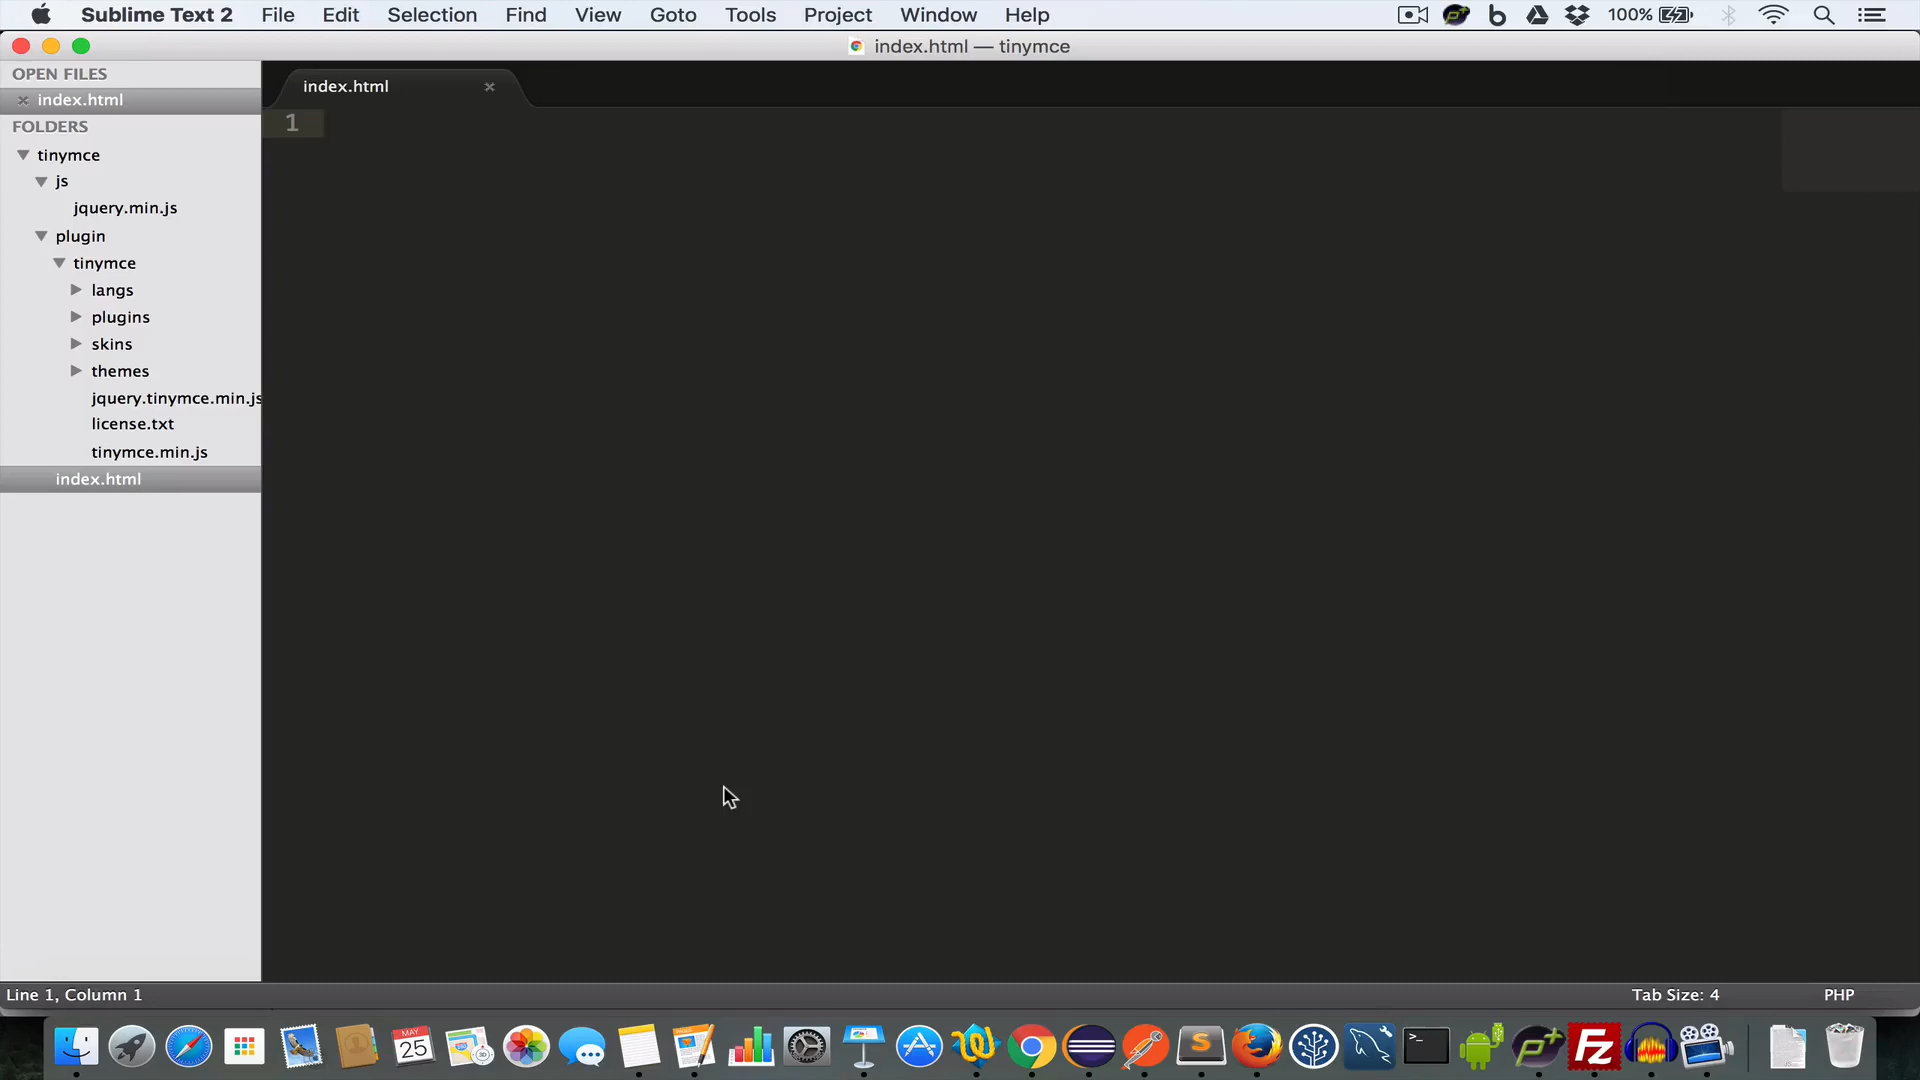 Sublime Text 2 File Edit Selection Find View Goto Tools Project Window Help 100%
index.html — tinymce
OPEN FILES
index.html
index.html
FOLDERS
1
tinymce
js
jquery.min.js
plugin
tinymce
langs
plugins
skins
themes
jquery.tinymce.min.js
license.txt
tinymce.min.js
index.html
Line 1, Column 1
Tab Size: 4
PHP
MAY
25